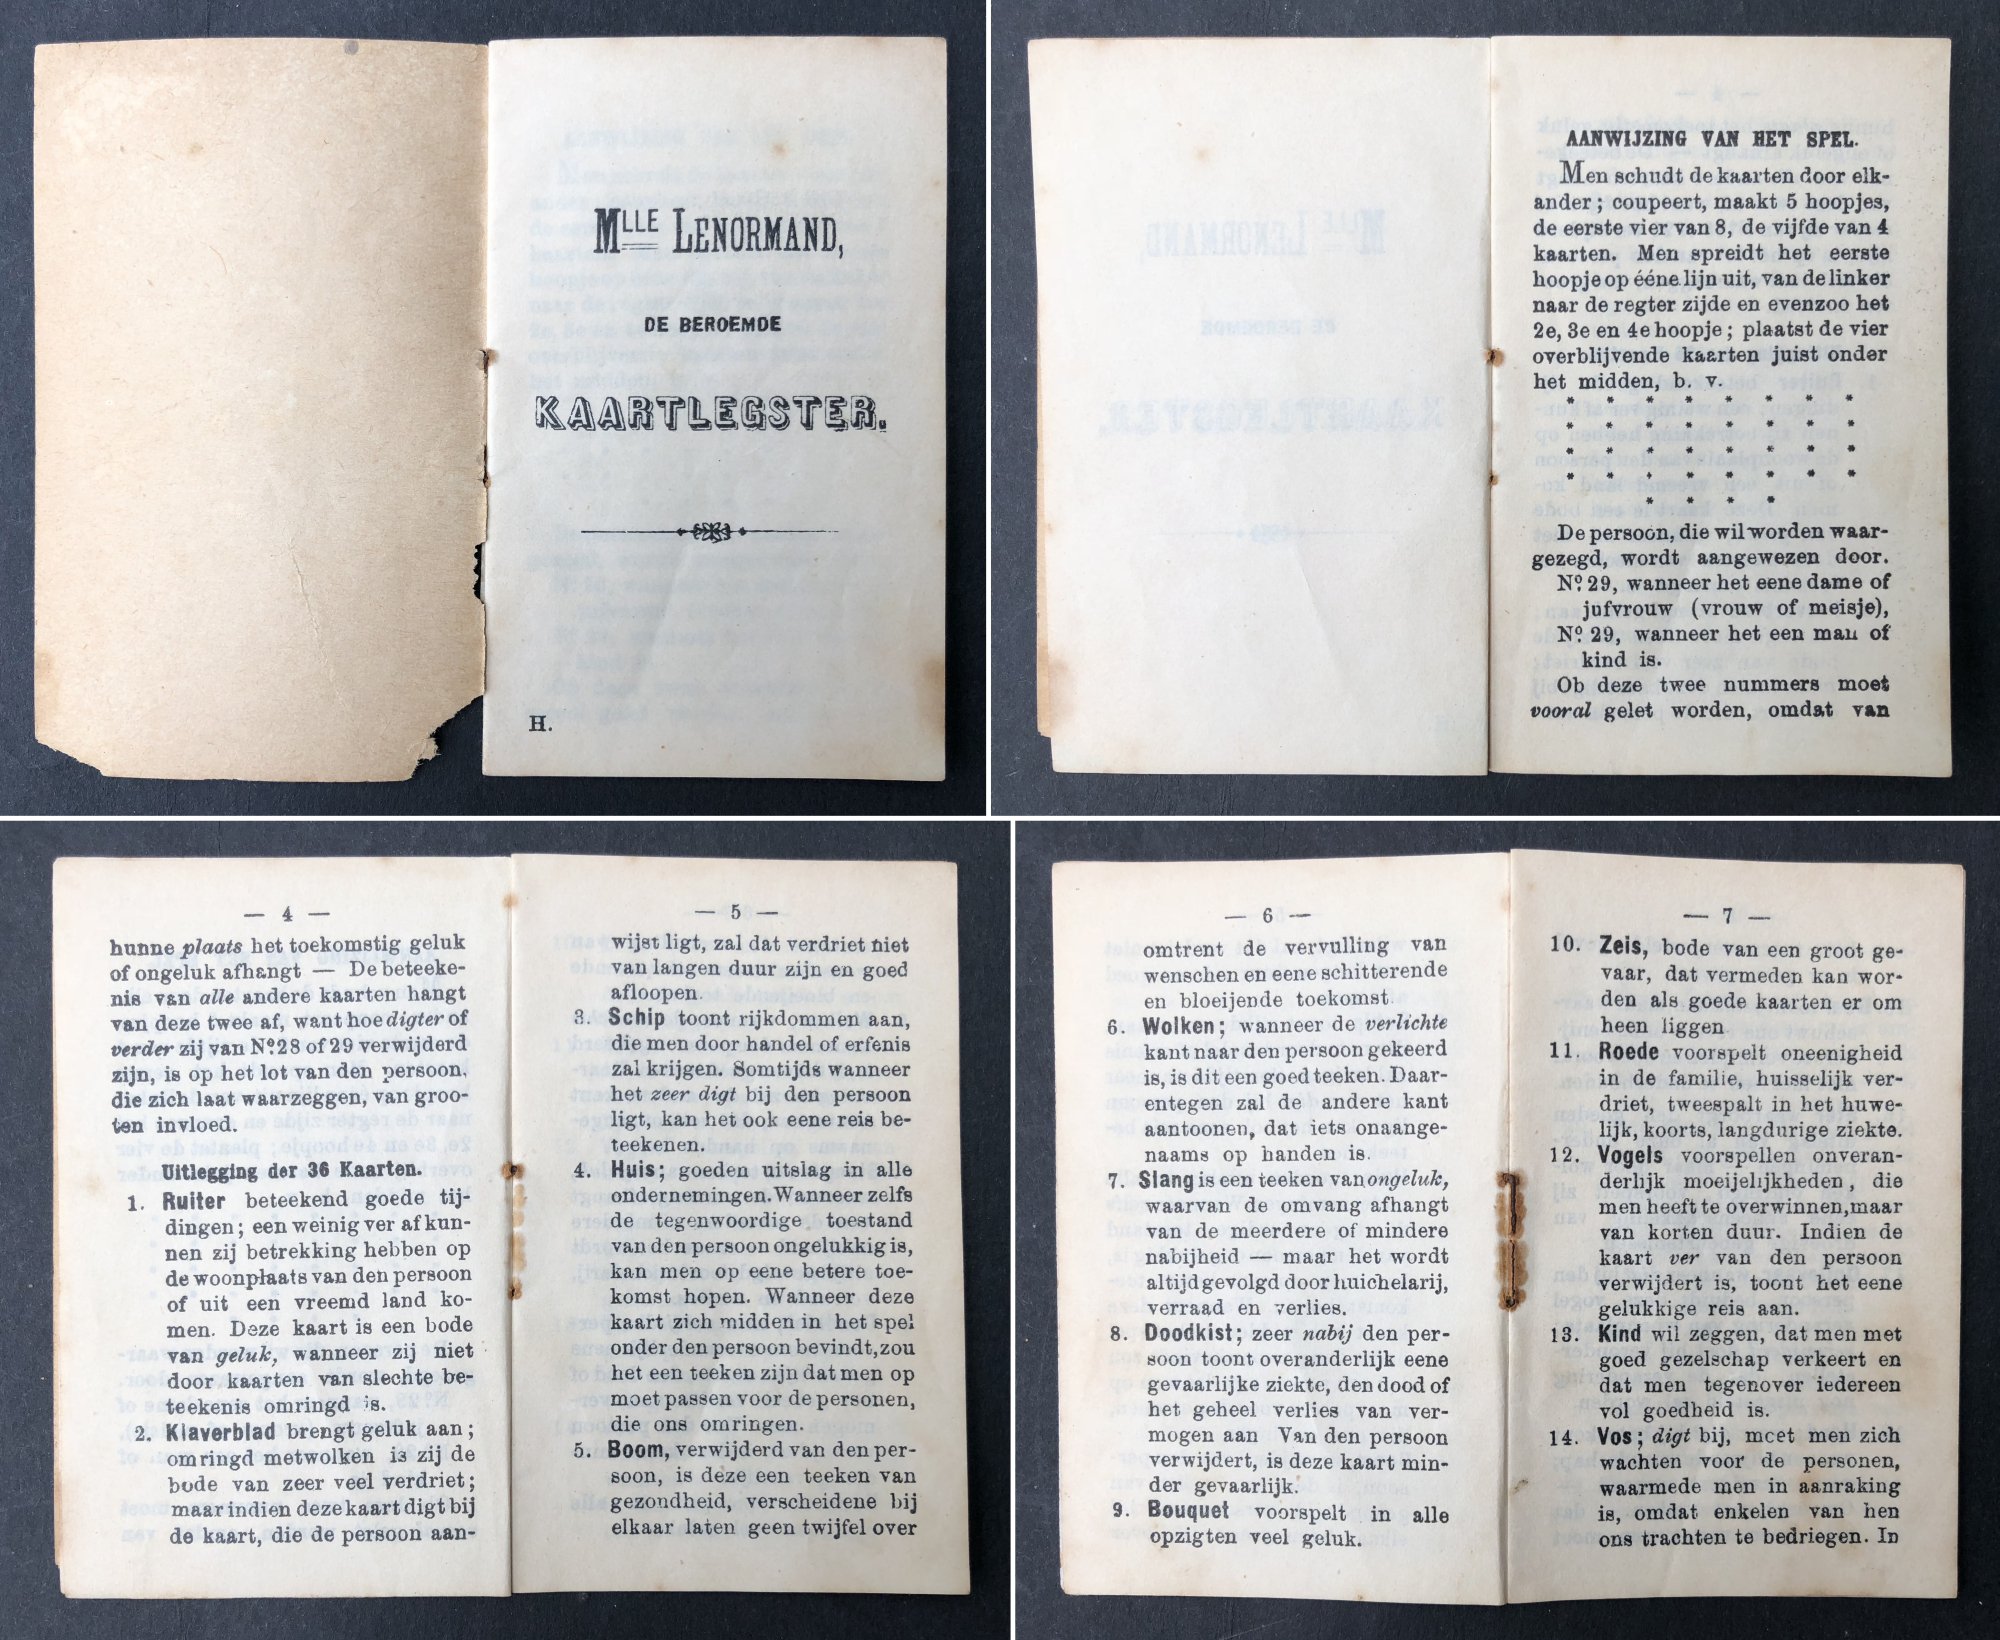 MLLE LENORMAND,
DE BEROEMDE
KAARTLEGSTER.
H.
AANWIJZING VAN HET SPEL.
Men schudt de kaarten door elk-
ander; coupeert, maakt 5 hoopjes,
de eerste vier van 8, de vijfde van 4
kaarten. Men spreidt het eerste
hoopje op ééne lijn uit, van de linker
naar de regter zijde en evenzoo het
2e, 3e en 4e hoopje; plaatst de vier
overblijvende kaarten juist onder
het midden, b. v.
* * * * * * * *
* * * * * * * *
* * * * * * * *
* * * * * * * *
* * * *
De persoon, die wil worden waar-
gezegd, wordt aangewezen door.
No. 29, wanneer het eene dame of
jufvrouw (vrouw of meisje),
No. 29, wanneer het een man of
kind is.
Ob deze twee nummers moet
vooral gelet worden, omdat van
— 4 —
hunne plaats het toekomstig geluk
of ongeluk afhangt — De beteeke-
nis van alle andere kaarten hangt
van deze twee af, want hoe digter of
verder zij van No. 28 of 29 verwijderd
zijn, is op het lot van den persoon.
die zich laat waarzeggen, van groo-
ten invloed.
Uitlegging der 36 Kaarten.
1. Ruiter beteekend goede tij-
dingen; een weinig ver af kun-
nen zij betrekking hebben op
de woonplaats van den persoon
of uit een vreemd land ko-
men. Deze kaart is een bode
van geluk, wanneer zij niet
door kaarten van slechte be-
teekenis omringd is.
2. Klaverblad brengt geluk aan;
omringd met wolken is zij de
bode van zeer veel verdriet;
maar indien deze kaart digt bij
de kaart, die de persoon aan-
— 5 —
wijst ligt, zal dat verdriet niet
van langen duur zijn en goed
afloopen.
3. Schip toont rijkdommen aan,
die men door handel of erfenis
zal krijgen. Somtijds wanneer
het zeer digt bij den persoon
ligt, kan het ook eene reis be-
teekenen.
4. Huis; goeden uitslag in alle
ondernemingen. Wanneer zelfs
de tegenwoordige toestand
van den persoon ongelukkig is,
kan men op eene betere toe-
komst hopen. Wanneer deze
kaart zich midden in het spel
onder den persoon bevindt, zou
het een teeken zijn dat men op
moet passen voor de personen,
die ons omringen.
5. Boom, verwijderd van den per-
soon, is deze een teeken van
gezondheid, verscheidene bij
elkaar laten geen twijfel over
— 6 —
omtrent de vervulling van
wenschen en eene schitterende
en bloeijende toekomst.
6. Wolken; wanneer de verlichte
kant naar den persoon gekeerd
is, is dit een goed teeken. Daar-
entegen zal de andere kant
aantoonen, dat iets onaange-
naams op handen is.
7. Slang is een teeken van ongeluk,
waarvan de omvang afhangt
van de meerdere of mindere
nabijheid — maar het wordt
altijd gevolgd door huichelarij,
verraad en verlies.
8. Doodkist; zeer nabij den per-
soon toont overanderlijk eene
gevaarlijke ziekte, den dood of
het geheel verlies van ver-
mogen aan Van den persoon
verwijdert, is deze kaart min-
der gevaarlijk.
9. Bouquet voorspelt in alle
opzigten veel geluk.
— 7 —
10. Zeis, bode van een groot ge-
vaar, dat vermeden kan wor-
den als goede kaarten er om
heen liggen
11. Roede voorspelt oneenigheid
in de familie, huisselijk ver-
driet, tweespalt in het huwe-
lijk, koorts, langdurige ziekte.
12. Vogels voorspellen onveran-
derlijk moeijelijkheden, die
men heeft te overwinnen, maar
van korten duur. Indien de
kaart ver van den persoon
verwijdert is, toont het eene
gelukkige reis aan.
13. Kind wil zeggen, dat men met
goed gezelschap verkeert en
dat men tegenover iedereen
vol goedheid is.
14. Vos; digt bij, moet men zich
wachten voor de personen,
waarmede men in aanraking
is, omdat enkelen van hen
ons trachten te bedriegen. In